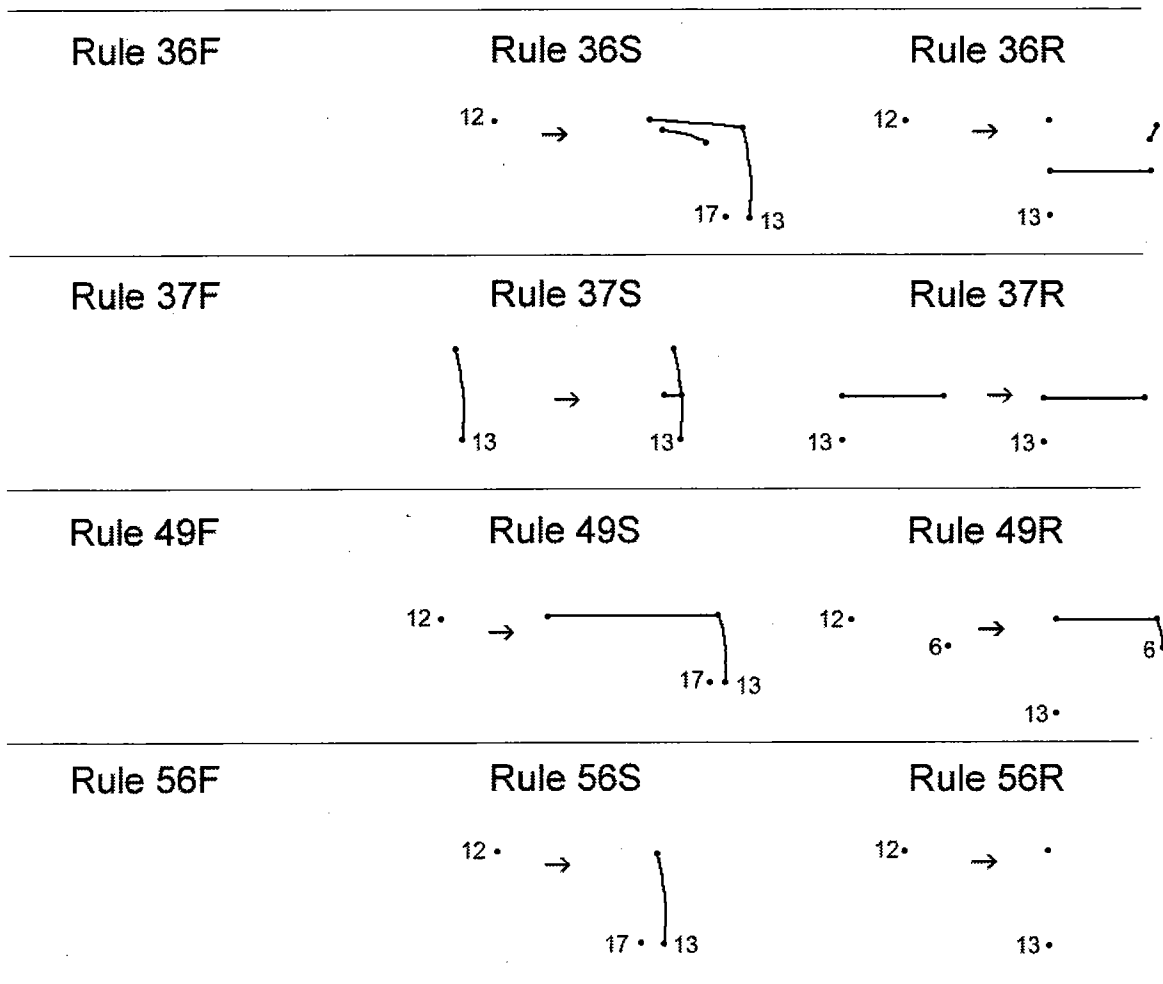 Rule 36F Rule 36S Rule 36R
12 → 12 →
17 13 13
Rule 37F Rule 37S Rule 37R
→ →
13 13 13 13
Rule 49F Rule 49S Rule 49R
12 → 12 →
6 6
17 13
13
Rule 56F Rule 56S Rule 56R
12 → 12 →
17 13 13